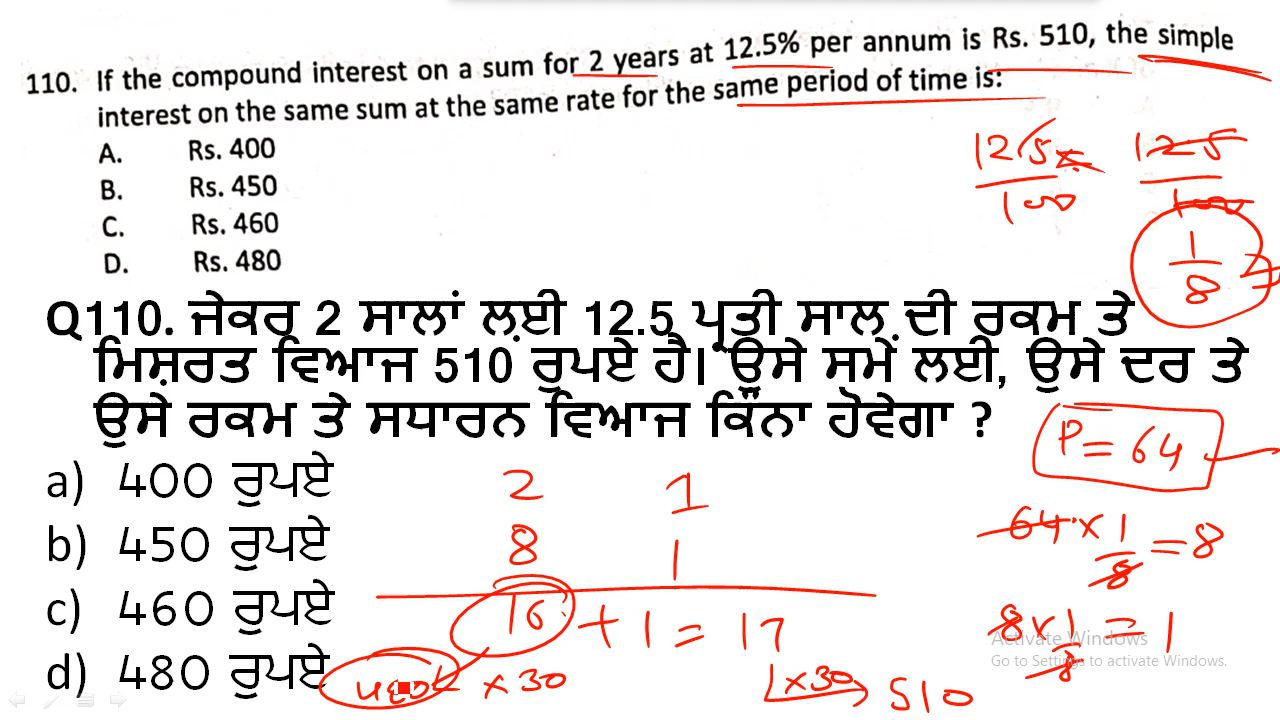 110. If the compound interest on a sum for 2 years at 12.5% per annum is Rs. 510, the simple
interest on the same sum at the same rate for the same period of time is:
A. Rs. 400
B. Rs. 450
C. Rs. 460
D. Rs. 480
Q110. ਜੇਕਰ 2 ਸਾਲਾਂ ਲਈ 12.5 ਪ੍ਰਤੀ ਸਾਲ ਦੀ ਰਕਮ ਤੇ
ਮਿਸ਼ਰਤ ਵਿਆਜ 510 ਰੁਪਏ ਹੈ। ਉਸੇ ਸਮੇਂ ਲਈ, ਉਸੇ ਦਰ ਤੇ
ਉਸੇ ਰਕਮ ਤੇ ਸਧਾਰਨ ਵਿਆਜ ਕਿੰਨਾ ਹੋਵੇਗਾ ?
a) 400 ਰੁਪਏ
b) 450 ਰੁਪਏ
c) 460 ਰੁਪਏ
d) 480 ਰੁਪਏ
125
100
125
100
1
8
P = 64
64 × 1 = 8
8
8 × 1 = 1
8
2 1
8 1
16 + 1 = 17
480 × 30
×30 510
Activate Windows
Go to Settings to activate Windows.